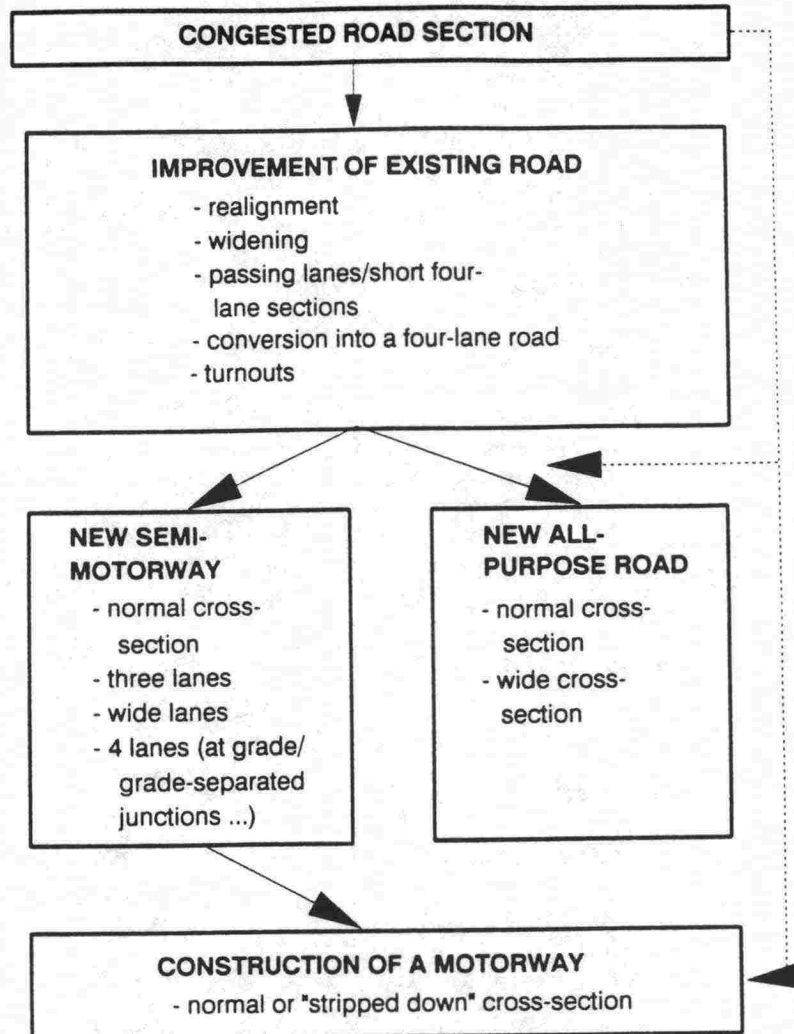 CONGESTED ROAD SECTION
IMPROVEMENT OF EXISTING ROAD
- realignment
- widening
- passing lanes/short four-
lane sections
- conversion into a four-lane road
- turnouts
NEW SEMI-
MOTORWAY
- normal cross-
section
- three lanes
- wide lanes
- 4 lanes (at grade/
grade-separated
junctions ...)
NEW ALL-
PURPOSE ROAD
- normal cross-
section
- wide cross-
section
CONSTRUCTION OF A MOTORWAY
- normal or "stripped down" cross-section